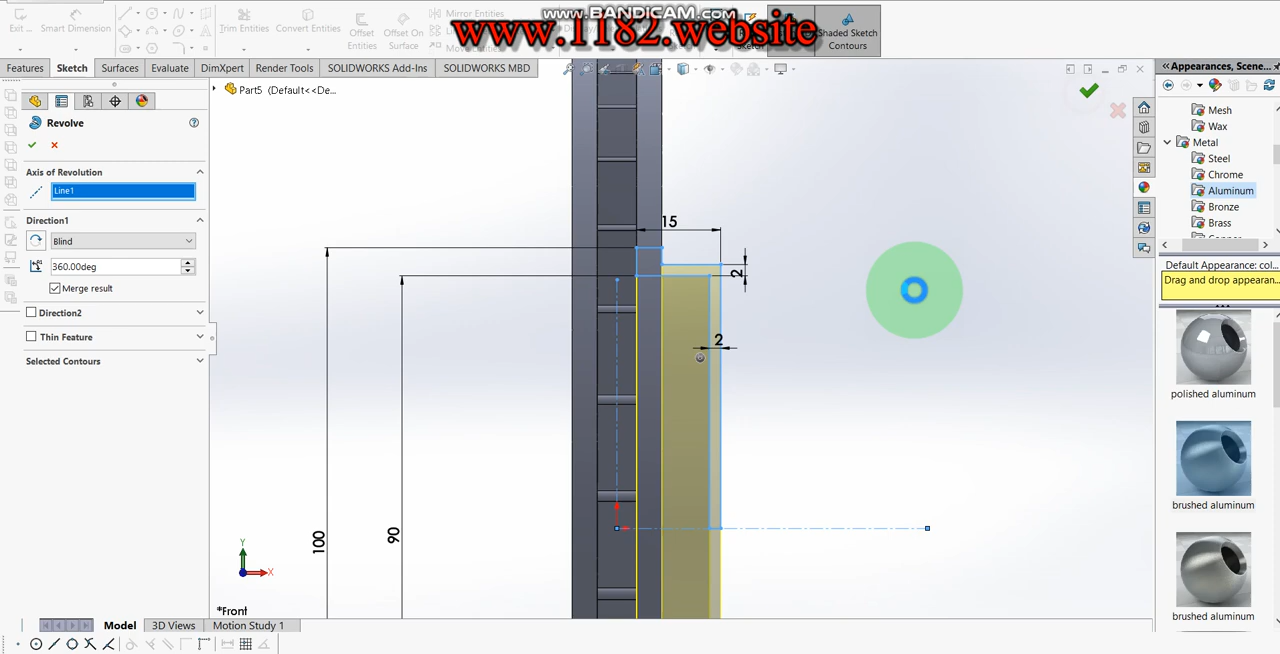 www.BANDICAM.com
www.1182.website
Exit ...
Smart Dimension
Trim Entities
Convert Entities
Offset Entities
Offset On Surface
Mirror Entities
Shaded Sketch Contours
Features
Sketch
Surfaces
Evaluate
DimXpert
Render Tools
SOLIDWORKS Add-Ins
SOLIDWORKS MBD
Part5 (Default<<De...
Revolve
Axis of Revolution
Line1
Direction1
Blind
360.00deg
Merge result
Direction2
Thin Feature
Selected Contours
15
2
2
100
90
Y
X
*Front
Model
3D Views
Motion Study 1
Appearances, Scene...
Mesh
Wax
Metal
Steel
Chrome
Aluminum
Bronze
Brass
Default Appearance: col...
Drag and drop appearan...
polished aluminum
brushed aluminum
brushed aluminum